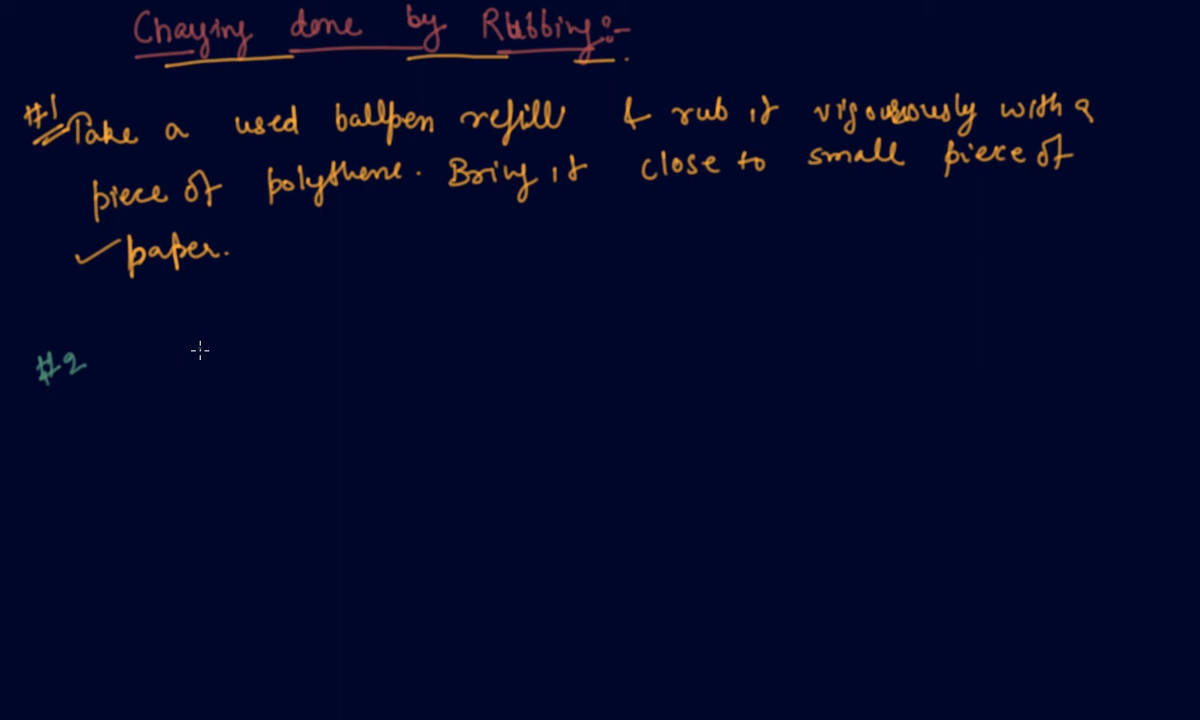 Charging done by Rubbing:-
#1 Take a used ballpen refill & rub it vigourously with a
piece of polythene. Bring it close to small piece of
paper.
#2